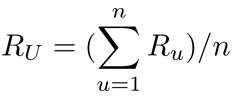 R_U = (\sum_{u=1}^{n} R_u)/n